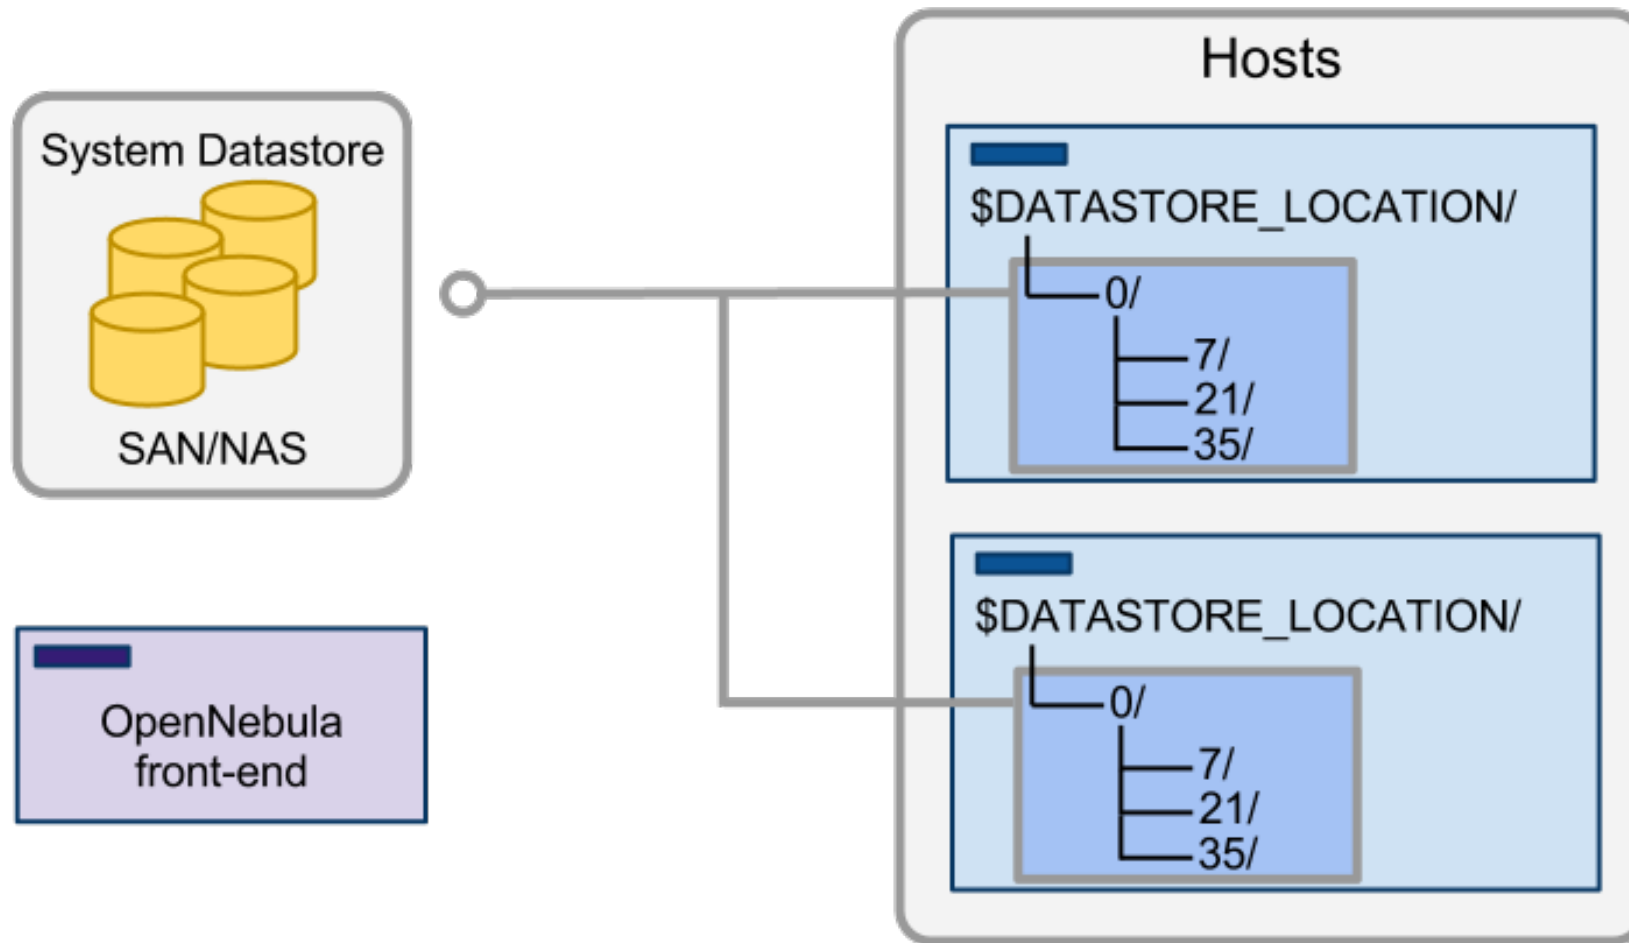 System Datastore
SAN/NAS
OpenNebula
front-end
Hosts
$DATASTORE_LOCATION/
0/
7/
21/
35/
$DATASTORE_LOCATION/
0/
7/
21/
35/